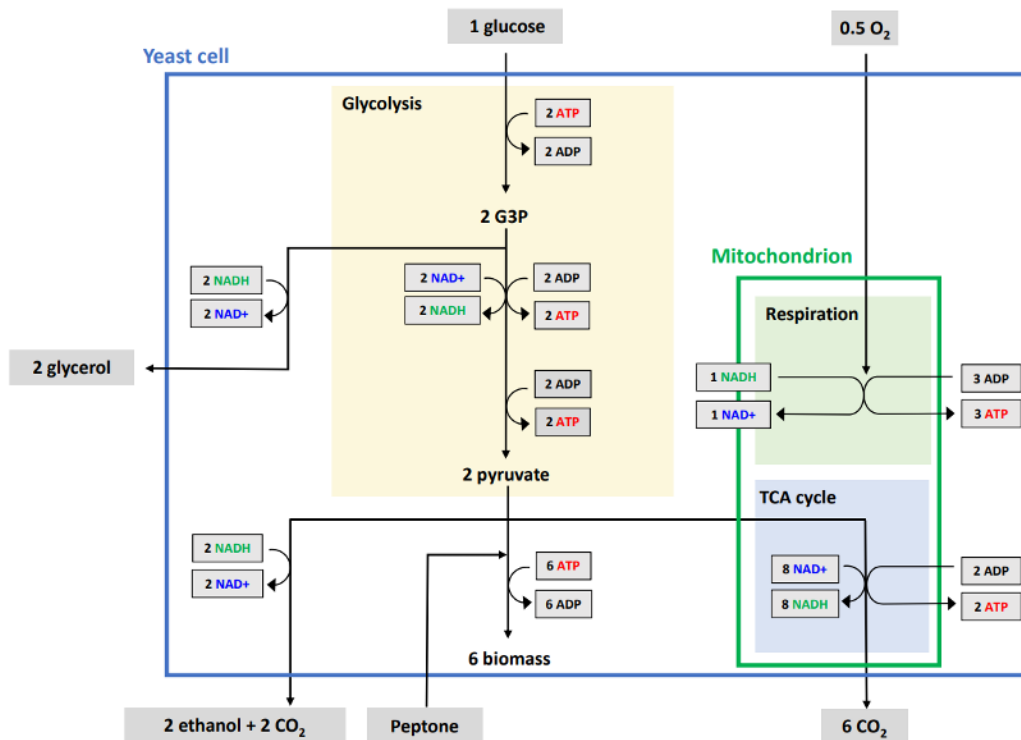 1 glucose
0.5 O₂
Yeast cell
Glycolysis
2 ATP
2 ADP
2 G3P
Mitochondrion
2 NADH
2 NAD+
2 NAD+
2 NADH
2 ADP
2 ATP
Respiration
2 glycerol
1 NADH
1 NAD+
3 ADP
3 ATP
2 ADP
2 ATP
2 pyruvate
TCA cycle
2 NADH
2 NAD+
6 ATP
6 ADP
8 NAD+
8 NADH
2 ADP
2 ATP
6 biomass
2 ethanol + 2 CO₂
Peptone
6 CO₂